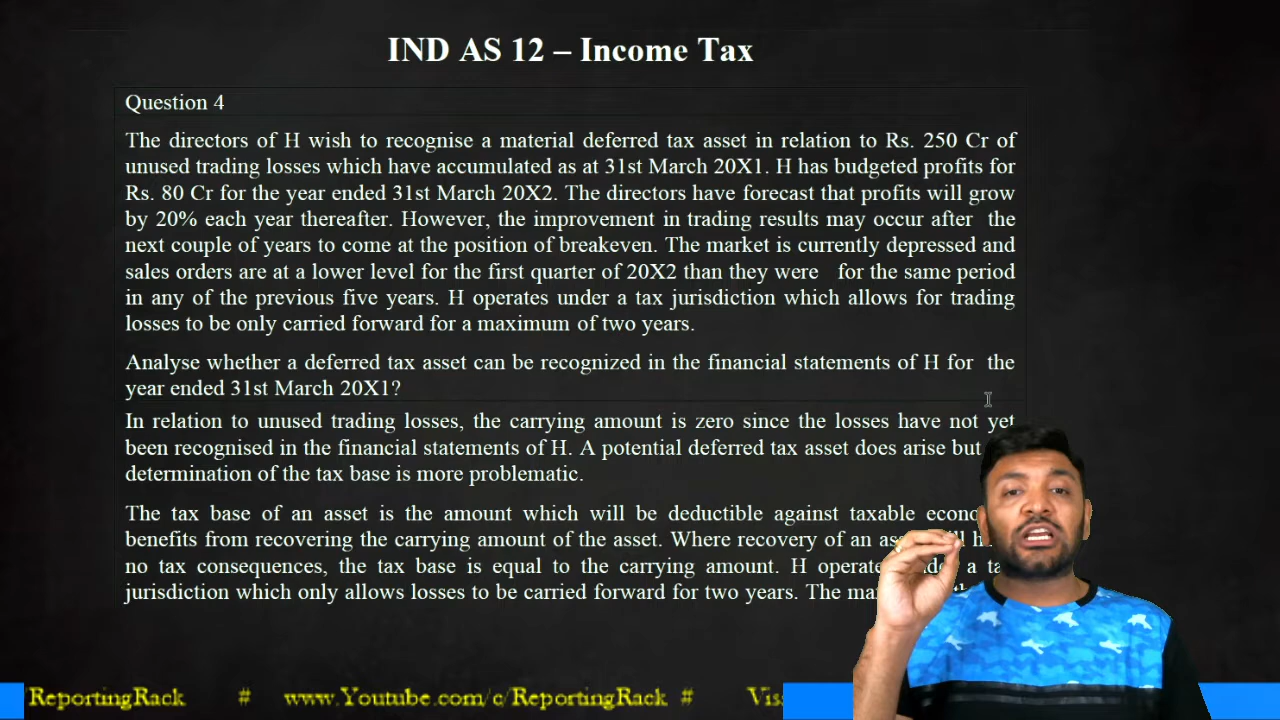 IND AS 12 – Income Tax
Question 4
The directors of H wish to recognise a material deferred tax asset in relation to Rs. 250 Cr of
unused trading losses which have accumulated as at 31st March 20X1. H has budgeted profits for
Rs. 80 Cr for the year ended 31st March 20X2. The directors have forecast that profits will grow
by 20% each year thereafter. However, the improvement in trading results may occur after the
next couple of years to come at the position of breakeven. The market is currently depressed and
sales orders are at a lower level for the first quarter of 20X2 than they were for the same period
in any of the previous five years. H operates under a tax jurisdiction which allows for trading
losses to be only carried forward for a maximum of two years.
Analyse whether a deferred tax asset can be recognized in the financial statements of H for the
year ended 31st March 20X1?
In relation to unused trading losses, the carrying amount is zero since the losses have not yet
been recognised in the financial statements of H. A potential deferred tax asset does arise but
determination of the tax base is more problematic.
The tax base of an asset is the amount which will be deductible against taxable
benefits from recovering the carrying amount of the asset. Where recovery of an
no tax consequences, the tax base is equal to the carrying amount. H a
jurisdiction which only allows losses to be carried forward for two years. The
ReportingRack # www.Youtube.com/c/ReportingRack #